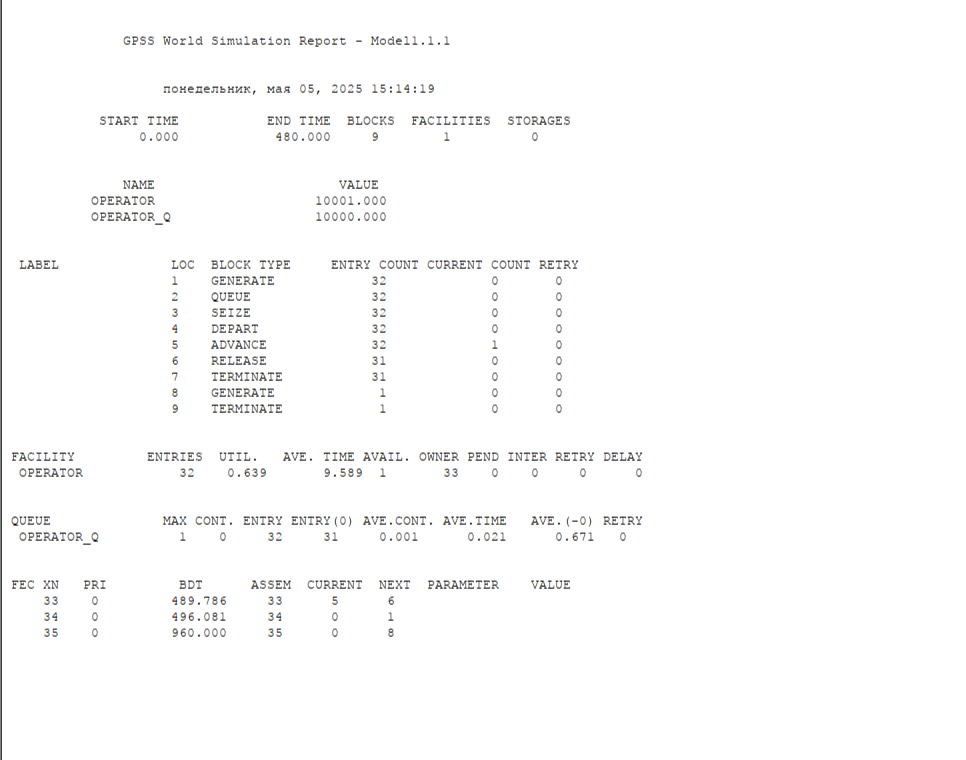 GPSS World Simulation Report - Model1.1.1
понедельник, мая 05, 2025 15:14:19
START TIME END TIME BLOCKS FACILITIES STORAGES
0.000 480.000 9 1 0
NAME VALUE
OPERATOR 10001.000
OPERATOR_Q 10000.000
LABEL LOC BLOCK TYPE ENTRY COUNT CURRENT COUNT RETRY
1 GENERATE 32 0 0
2 QUEUE 32 0 0
3 SEIZE 32 0 0
4 DEPART 32 0 0
5 ADVANCE 32 1 0
6 RELEASE 31 0 0
7 TERMINATE 31 0 0
8 GENERATE 1 0 0
9 TERMINATE 1 0 0
FACILITY ENTRIES UTIL. AVE. TIME AVAIL. OWNER PEND INTER RETRY DELAY
OPERATOR 32 0.639 9.589 1 33 0 0 0 0
QUEUE MAX CONT. ENTRY ENTRY(0) AVE.CONT. AVE.TIME AVE.(-0) RETRY
OPERATOR_Q 1 0 32 31 0.001 0.021 0.671 0
FEC XN PRI BDT ASSEM CURRENT NEXT PARAMETER VALUE
33 0 489.786 33 5 6
34 0 496.081 34 0 1
35 0 960.000 35 0 8